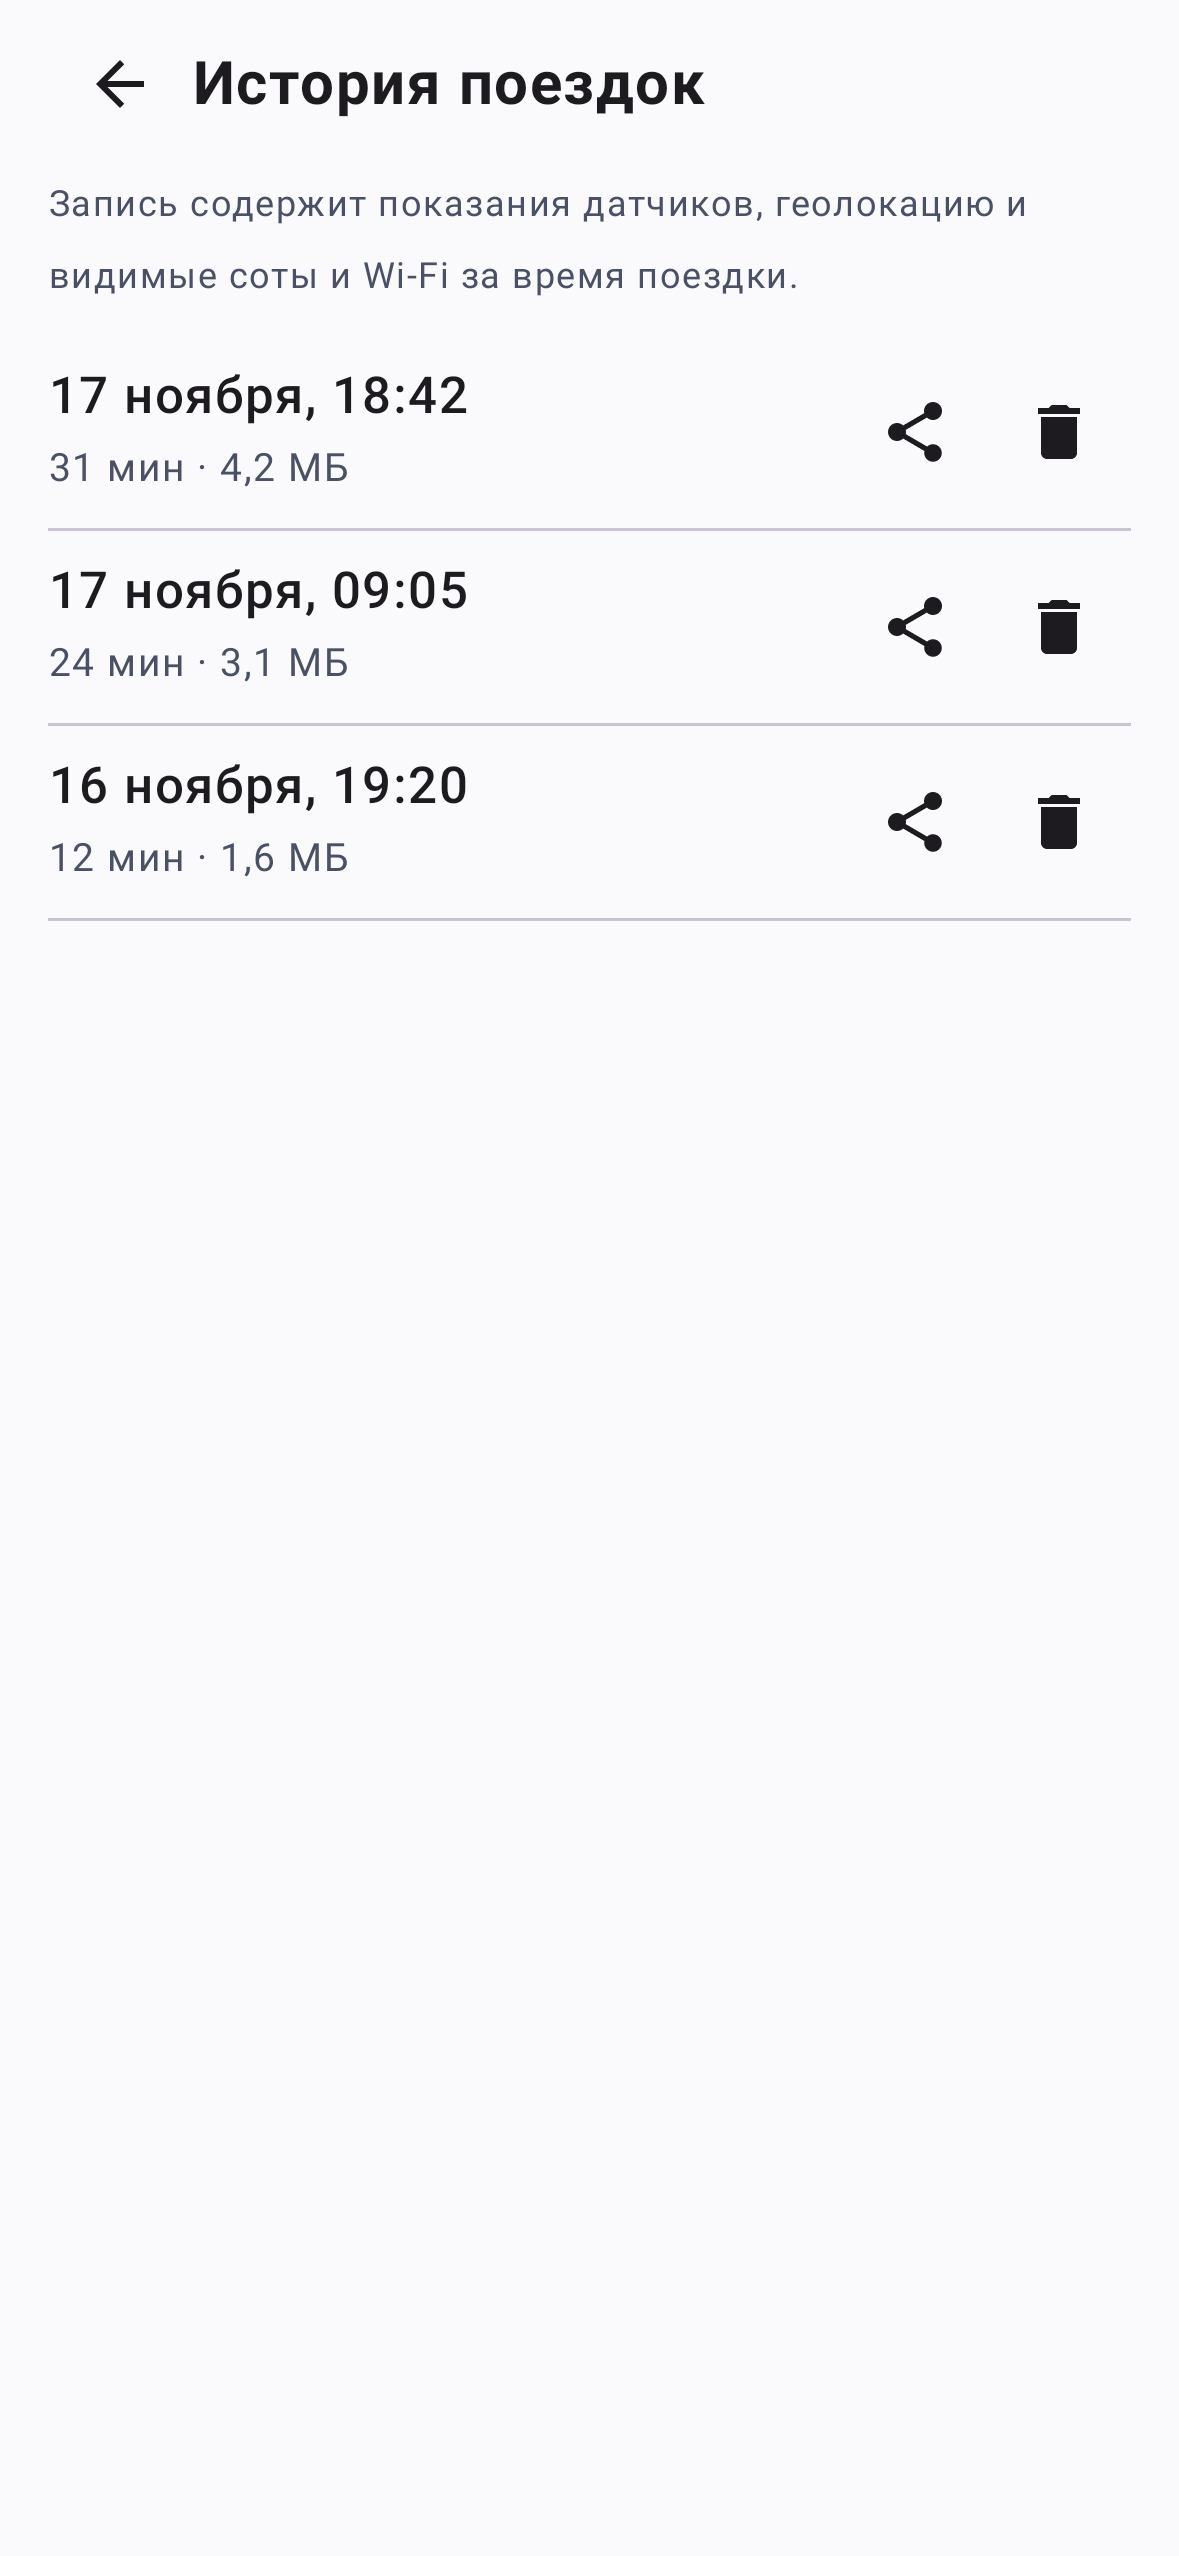 История поездок
Запись содержит показания датчиков, геолокацию и
видимые соты и Wi-Fi за время поездки.
17 ноября, 18:42
31 мин · 4,2 МБ
17 ноября, 09:05
24 мин · 3,1 МБ
16 ноября, 19:20
12 мин · 1,6 МБ